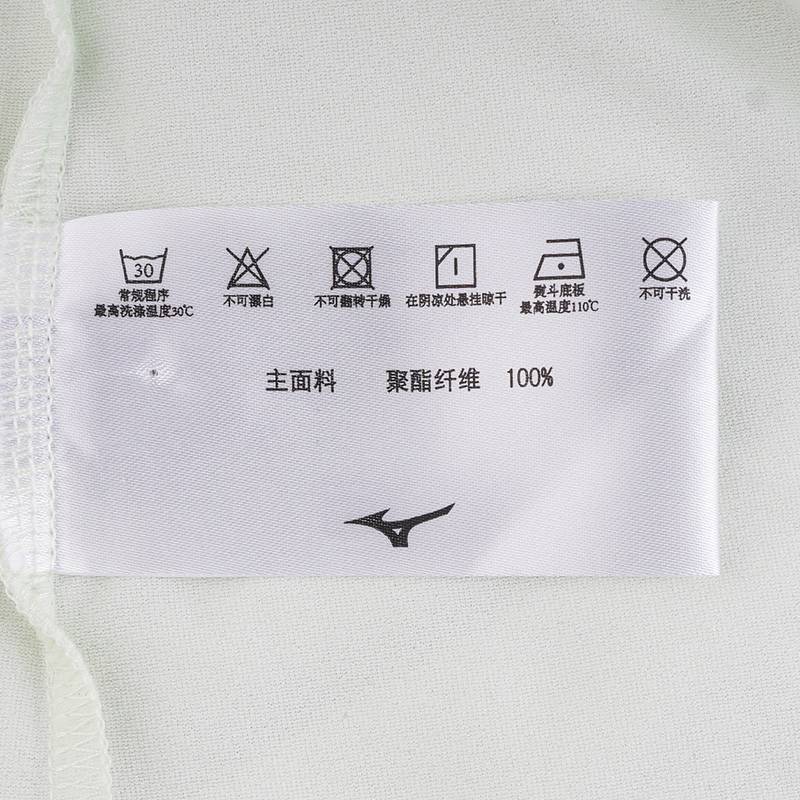 30
常规程序
最高洗涤温度30℃
不可漂白
不可翻转干燥
在阴凉处悬挂晾干
熨斗底板
最高温度110℃
不可干洗
主面料 聚酯纤维 100%